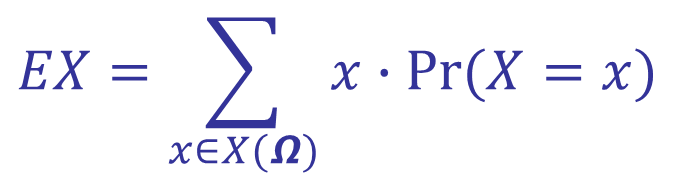 EX = ∑ x · Pr(X = x)
x∈X(Ω)